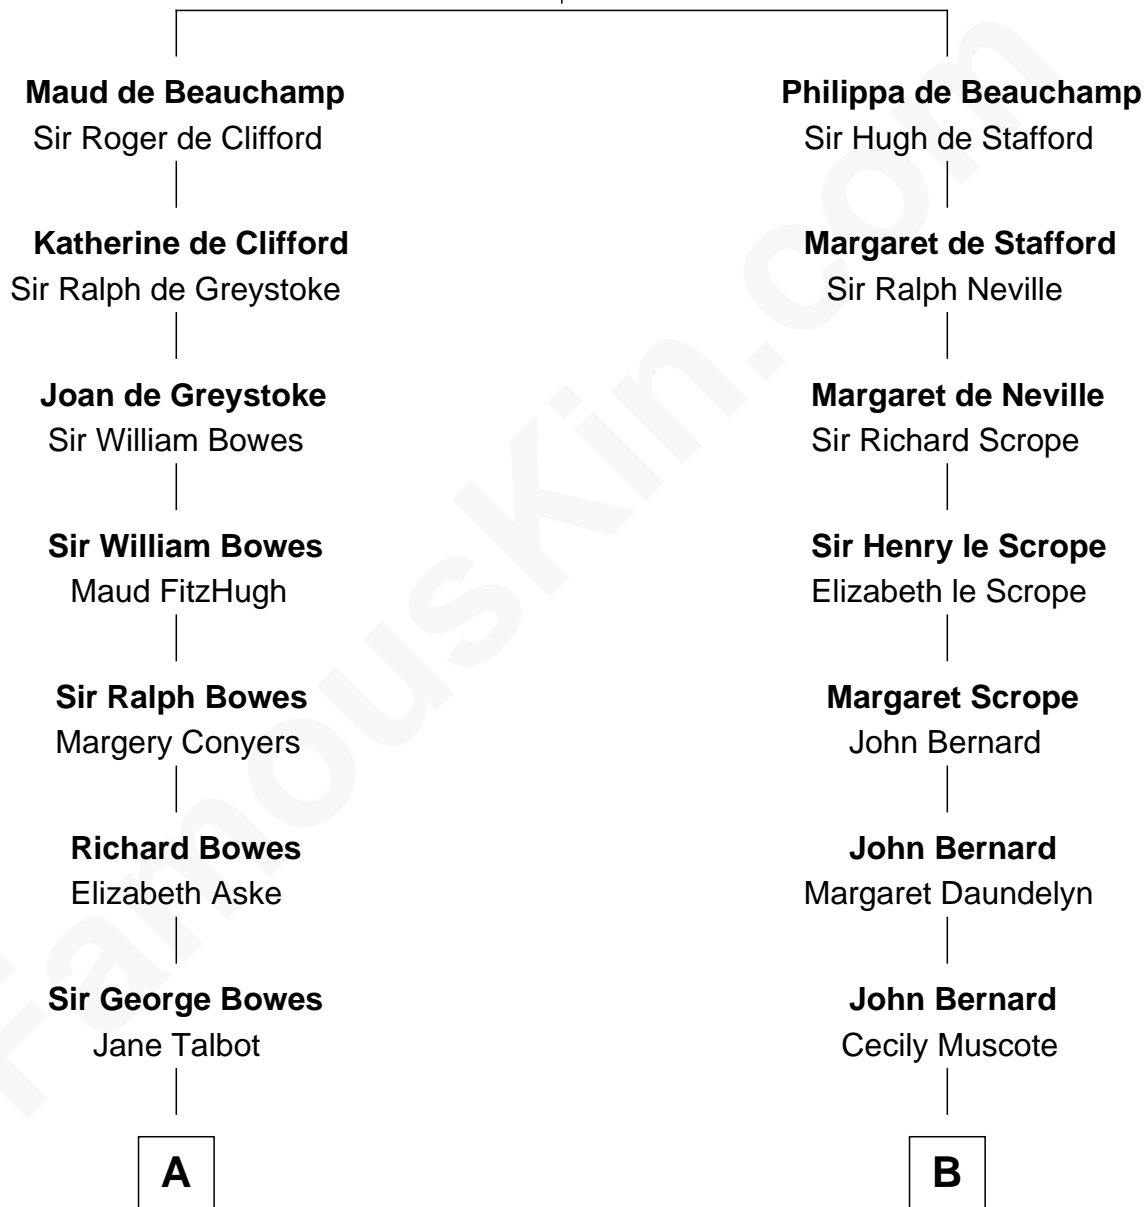 Maud de Beauchamp
Sir Roger de Clifford
Philippa de Beauchamp
Sir Hugh de Stafford
Katherine de Clifford
Sir Ralph de Greystoke
Margaret de Stafford
Sir Ralph Neville
Joan de Greystoke
Sir William Bowes
Margaret de Neville
Sir Richard Scrope
Sir William Bowes
Maud FitzHugh
Sir Henry le Scrope
Elizabeth le Scrope
Sir Ralph Bowes
Margery Conyers
Margaret Scrope
John Bernard
Richard Bowes
Elizabeth Aske
John Bernard
Margaret Daundelyn
Sir George Bowes
Jane Talbot
John Bernard
Cecily Muscote
A
B
FamousKin.com